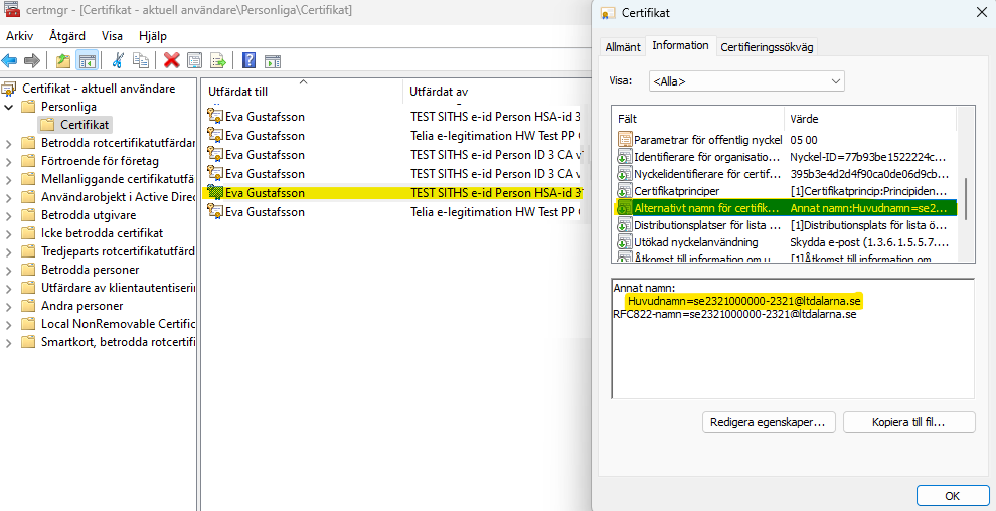 certmgr - [Certifikat - aktuell användare\Personliga\Certifikat]
Arkiv Åtgärd Visa Hjälp
Certifikat - aktuell användare
Personliga
Certifikat
Betrodda rotcertifikatutfärdar
Förtroende för företag
Mellanliggande certifikatutfä
Användarobjekt i Active Direc
Betrodda utgivare
Icke betrodda certifikat
Tredjeparts rotcertifikatutfärd
Betrodda personer
Utfärdare av klientautentiserin
Andra personer
Local NonRemovable Certific
Smartkort, betrodda rotcertifi
Utfärdat till Utfärdat av
Eva Gustafsson TEST SITHS e-id Person HSA-id 3
Eva Gustafsson Telia e-legitimation HW Test PP C
Eva Gustafsson TEST SITHS e-id Person ID 3 CA v
Eva Gustafsson TEST SITHS e-id Person ID 3 CA v
Eva Gustafsson TEST SITHS e-id Person HSA-id 3
Eva Gustafsson Telia e-legitimation HW Test PP C
Certifikat
Allmänt Information Certifieringssökväg
Visa: <Alla>
Fält Värde
Parametrar för offentlig nyckel 05 00
Identifierare för organisatio... Nyckel-ID=77b93be1522224c...
Nyckelidentifierare för certif... 395b3e4d2d4f90ca0de06d9cb...
Certifikatprinciper [1]Certifikatprincip:Principiden...
Alternativt namn för certifik... Annat namn:Huvudnamn=se2...
Distributionsplatser för lista ... [1]Distributionsplats för lista ö...
Utökad nyckelanvändning Skydda e-post (1.3.6.1.5.5.7....
Åtkomst till information om u... [1]Åtkomst till information om
Annat namn:
Huvudnamn=se2321000000-2321@ltdalarna.se
RFC822-namn=se2321000000-2321@ltdalarna.se
Redigera egenskaper... Kopiera till fil...
OK